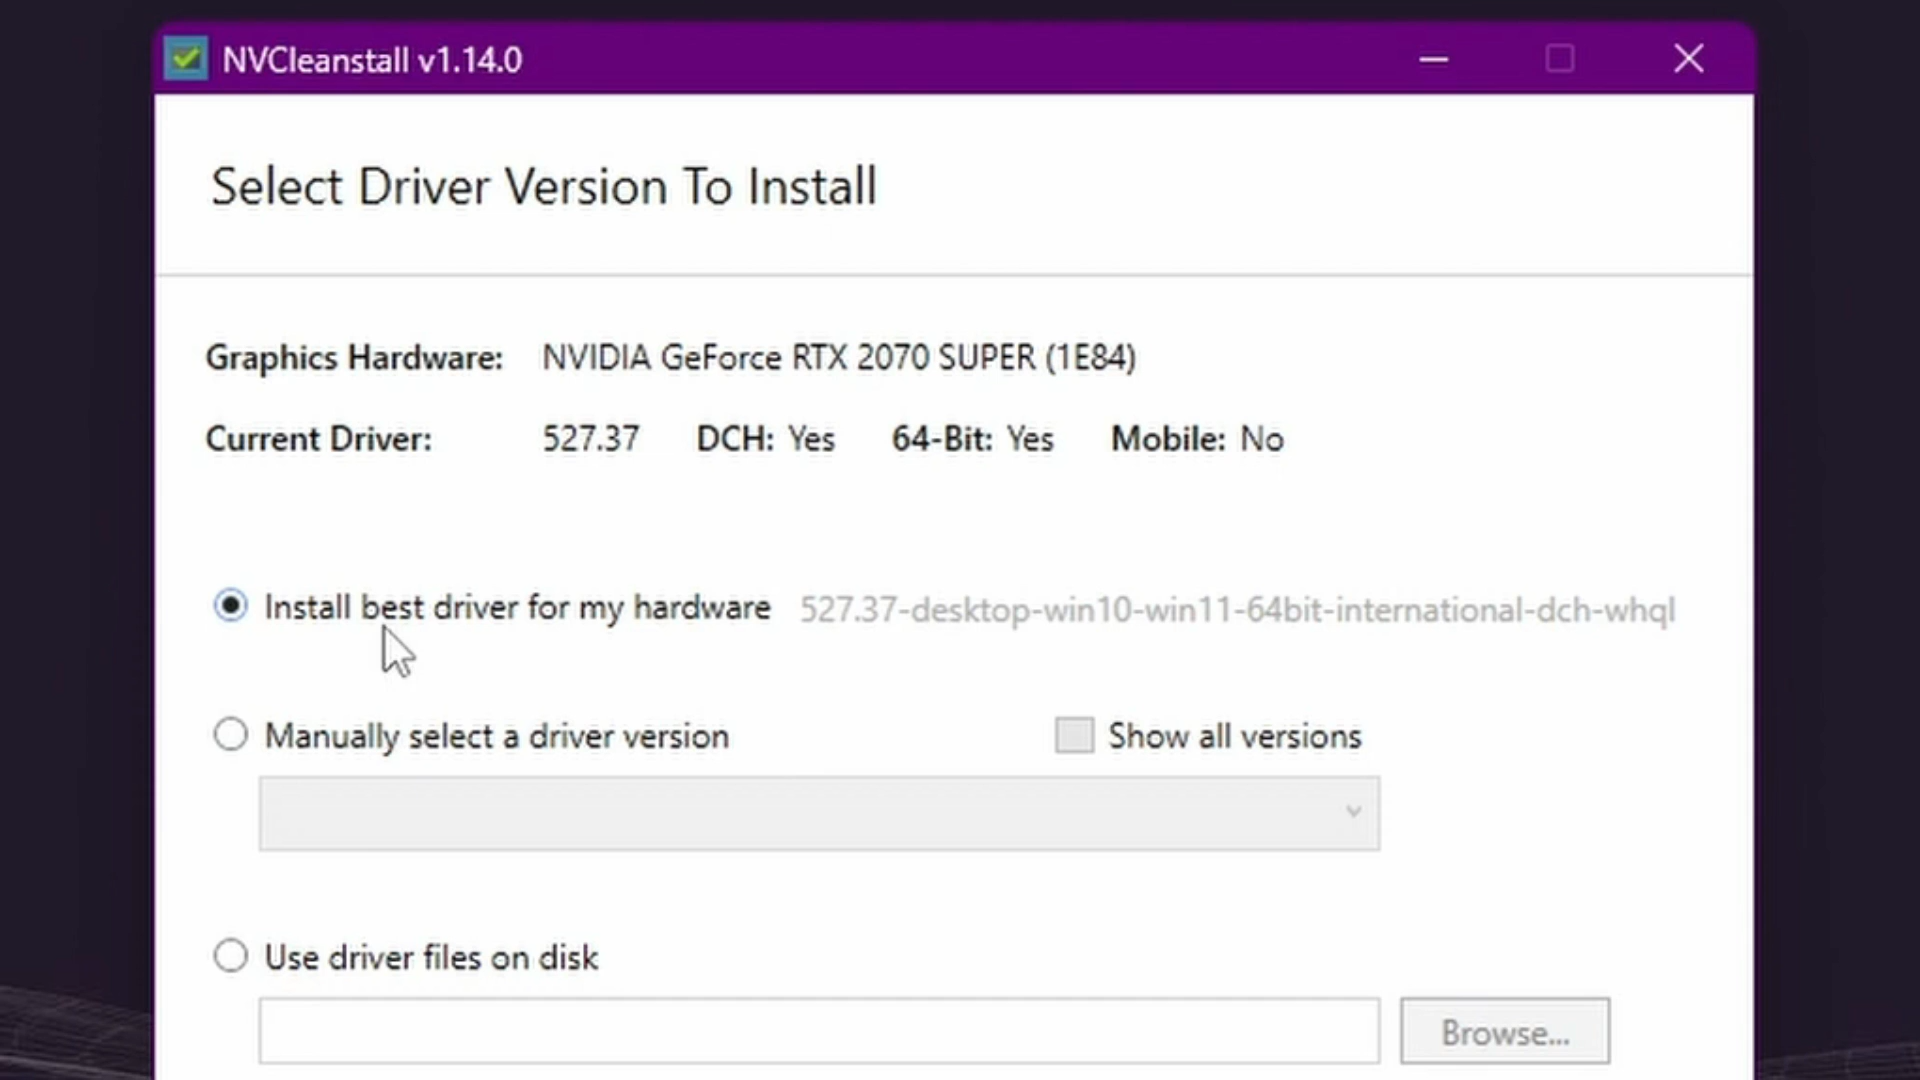 NVCleanstall v1.14.0
Select Driver Version To Install
Graphics Hardware: NVIDIA GeForce RTX 2070 SUPER (1E84)
Current Driver: 527.37 DCH: Yes 64-Bit: Yes Mobile: No
Install best driver for my hardware 527.37-desktop-win10-win11-64bit-international-dch-whql
Manually select a driver version Show all versions
Use driver files on disk
Browse...